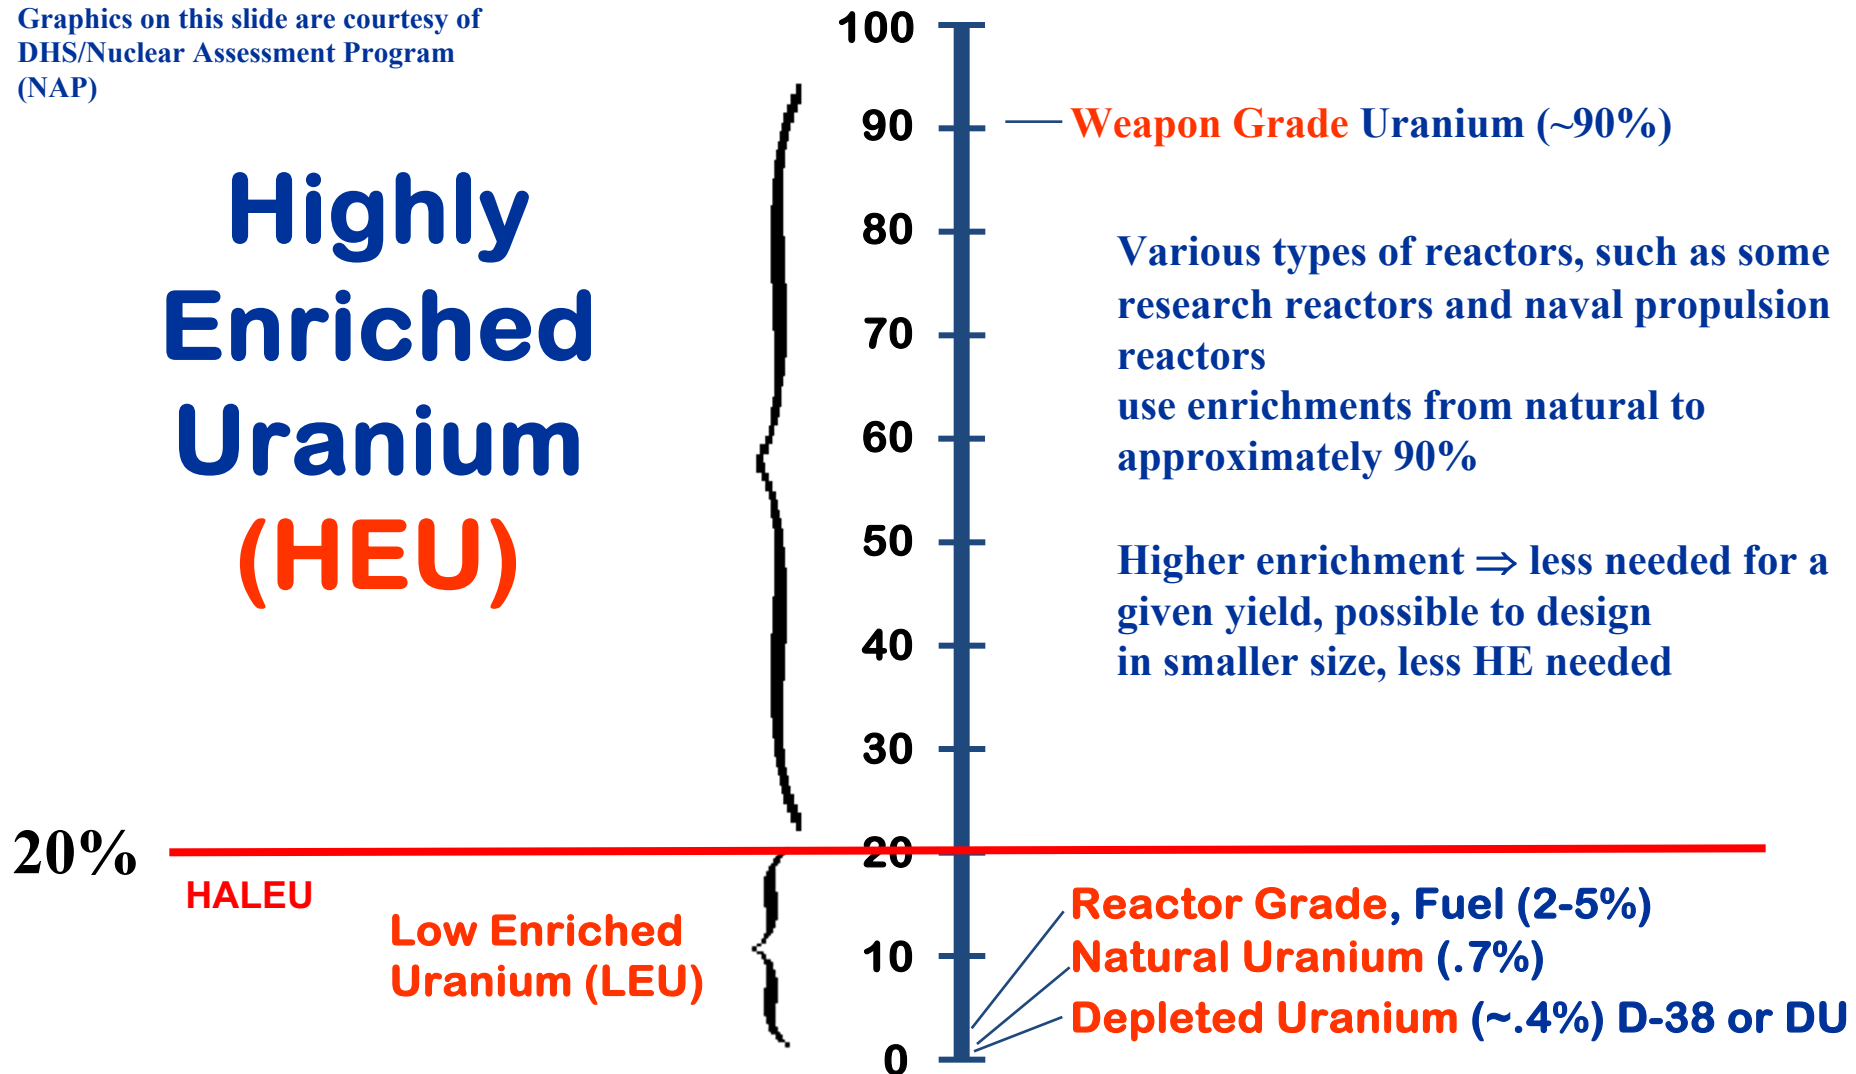 Graphics on this slide are courtesy of
DHS/Nuclear Assessment Program
(NAP)
Highly
Enriched
Uranium
(HEU)
100
90
80
70
60
50
40
30
20
10
0
Weapon Grade Uranium (~90%)
Various types of reactors, such as some
research reactors and naval propulsion
reactors
use enrichments from natural to
approximately 90%
Higher enrichment ⇒ less needed for a
given yield, possible to design
in smaller size, less HE needed
20%
HALEU
Low Enriched
Uranium (LEU)
Reactor Grade, Fuel (2-5%)
Natural Uranium (.7%)
Depleted Uranium (~.4%) D-38 or DU